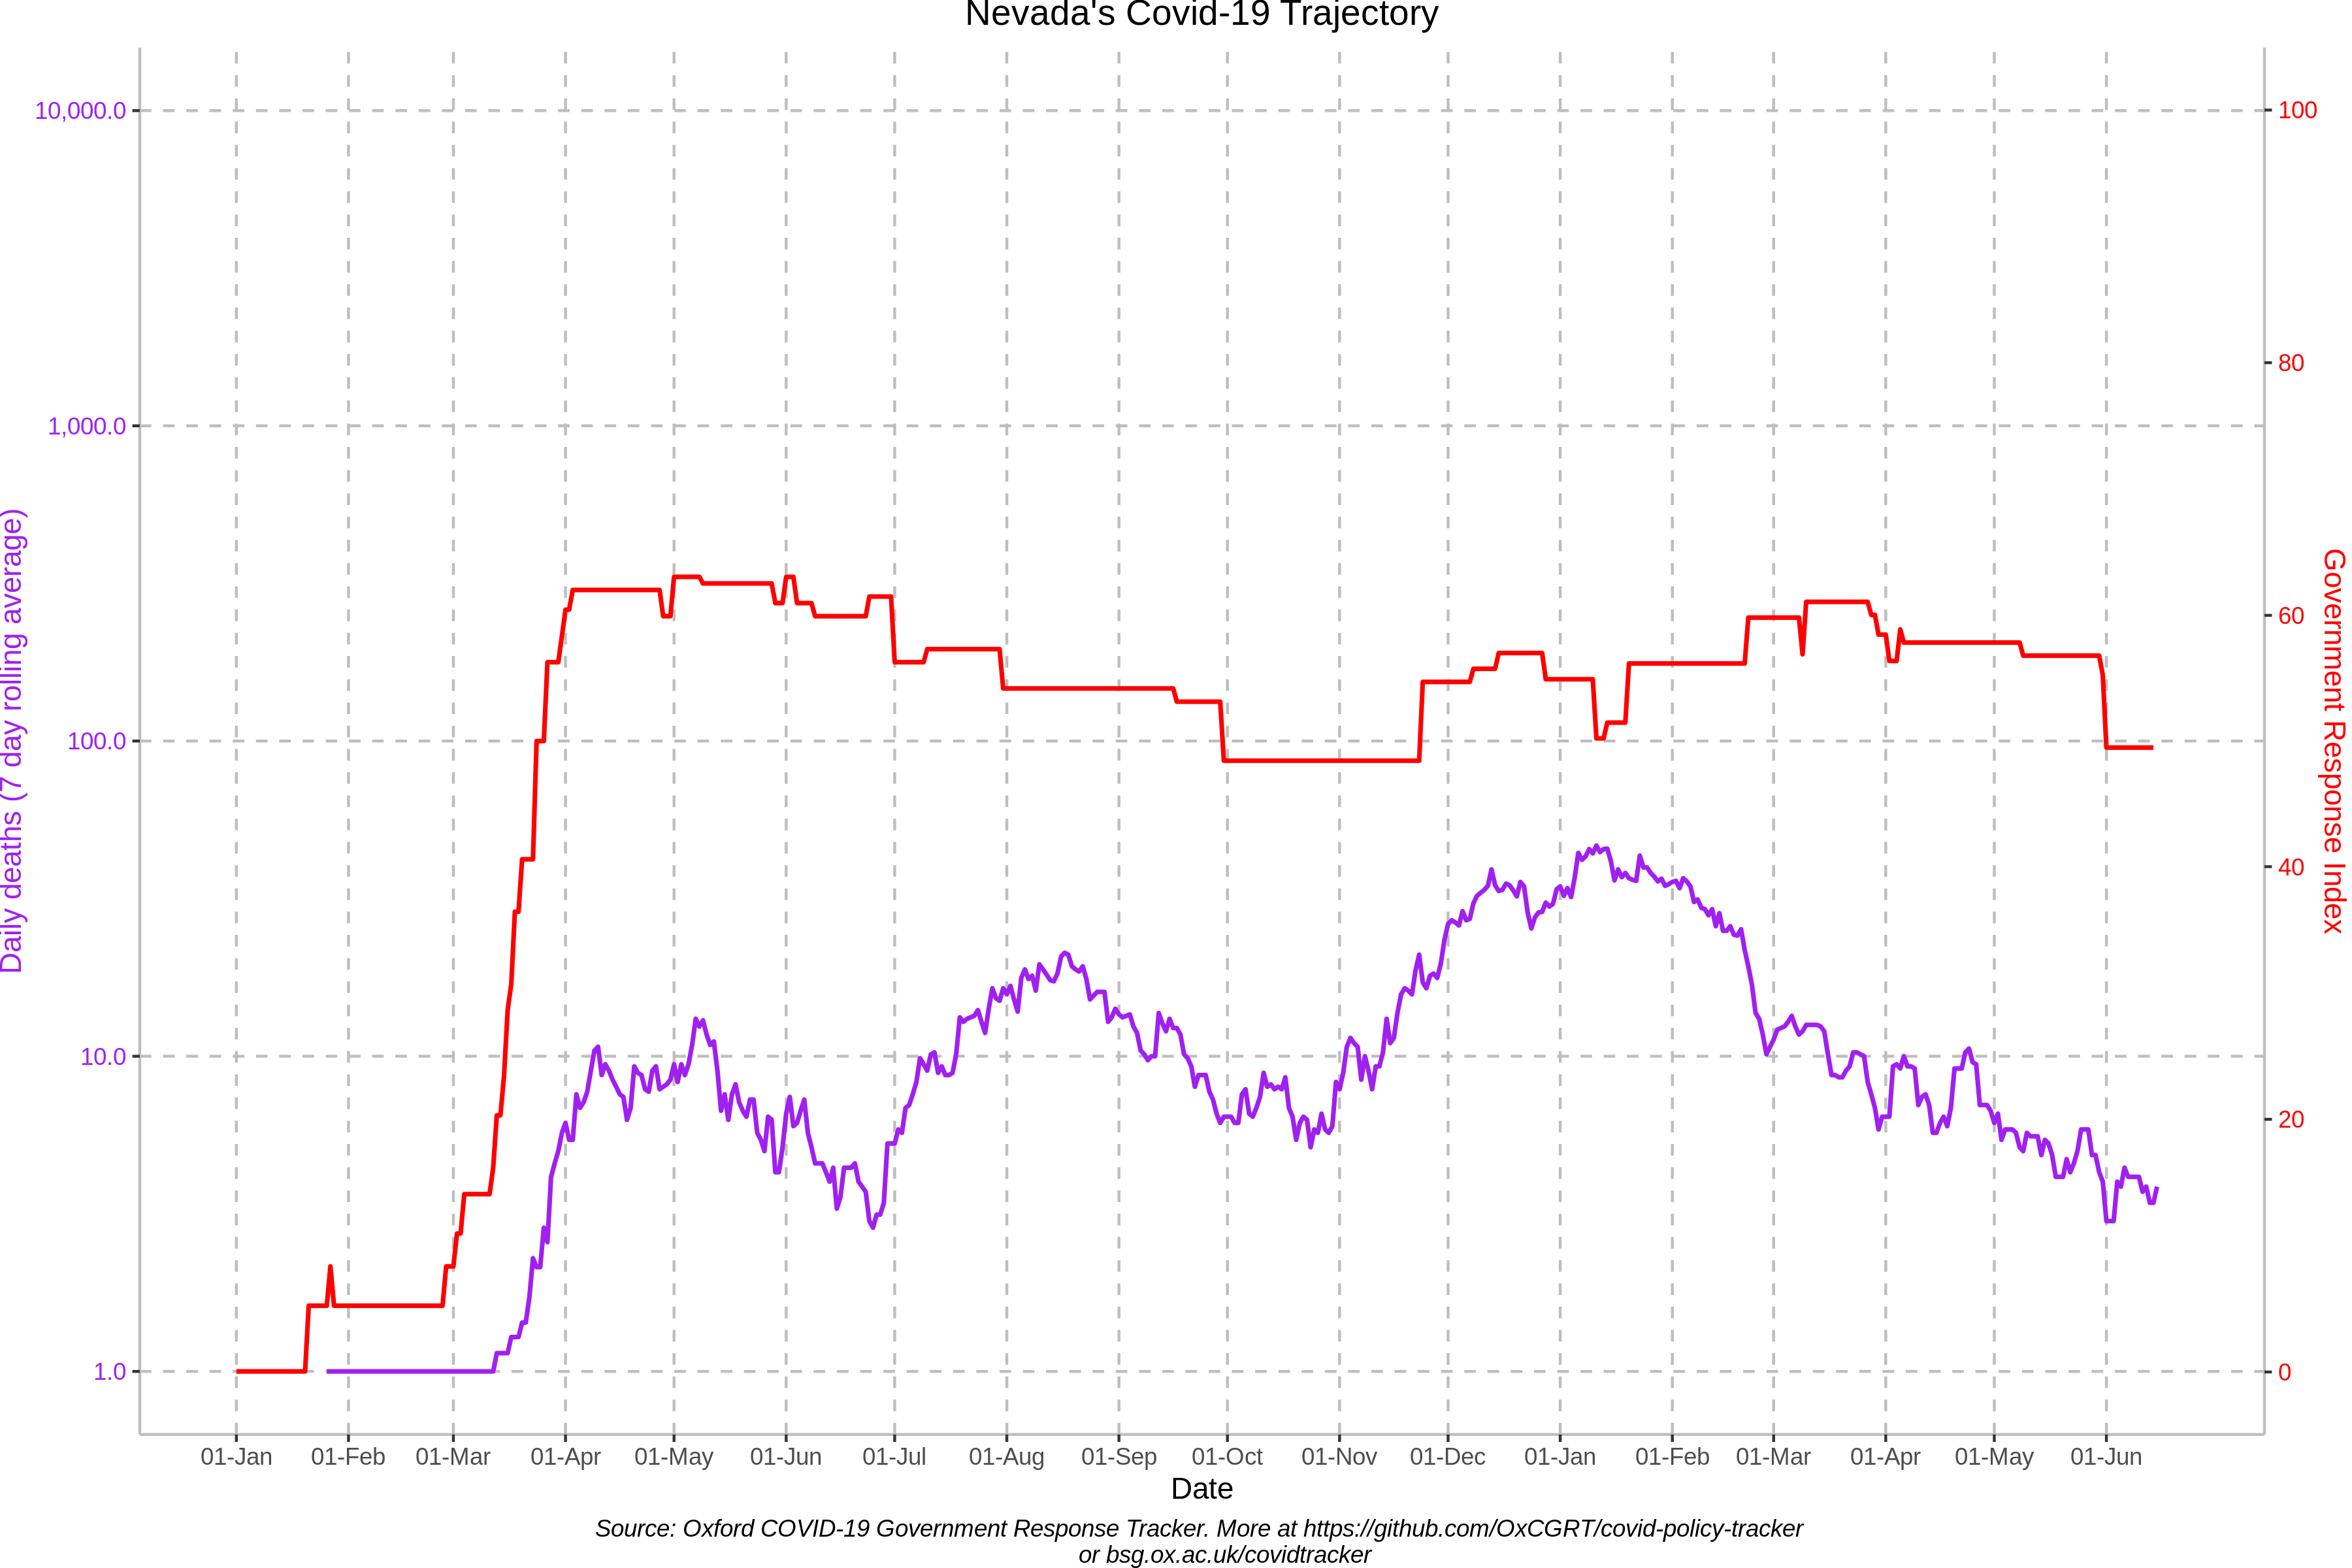 Nevada's Covid-19 Trajectory
10,000.0
1,000.0
100.0
10.0
1.0
Daily deaths (7 day rolling average)
100
80
60
40
20
0
Government Response Index
01-Jan 01-Feb 01-Mar 01-Apr 01-May 01-Jun 01-Jul 01-Aug 01-Sep 01-Oct 01-Nov 01-Dec 01-Jan 01-Feb 01-Mar 01-Apr 01-May 01-Jun
Date
Source: Oxford COVID-19 Government Response Tracker. More at https://github.com/OxCGRT/covid-policy-tracker
or bsg.ox.ac.uk/covidtracker